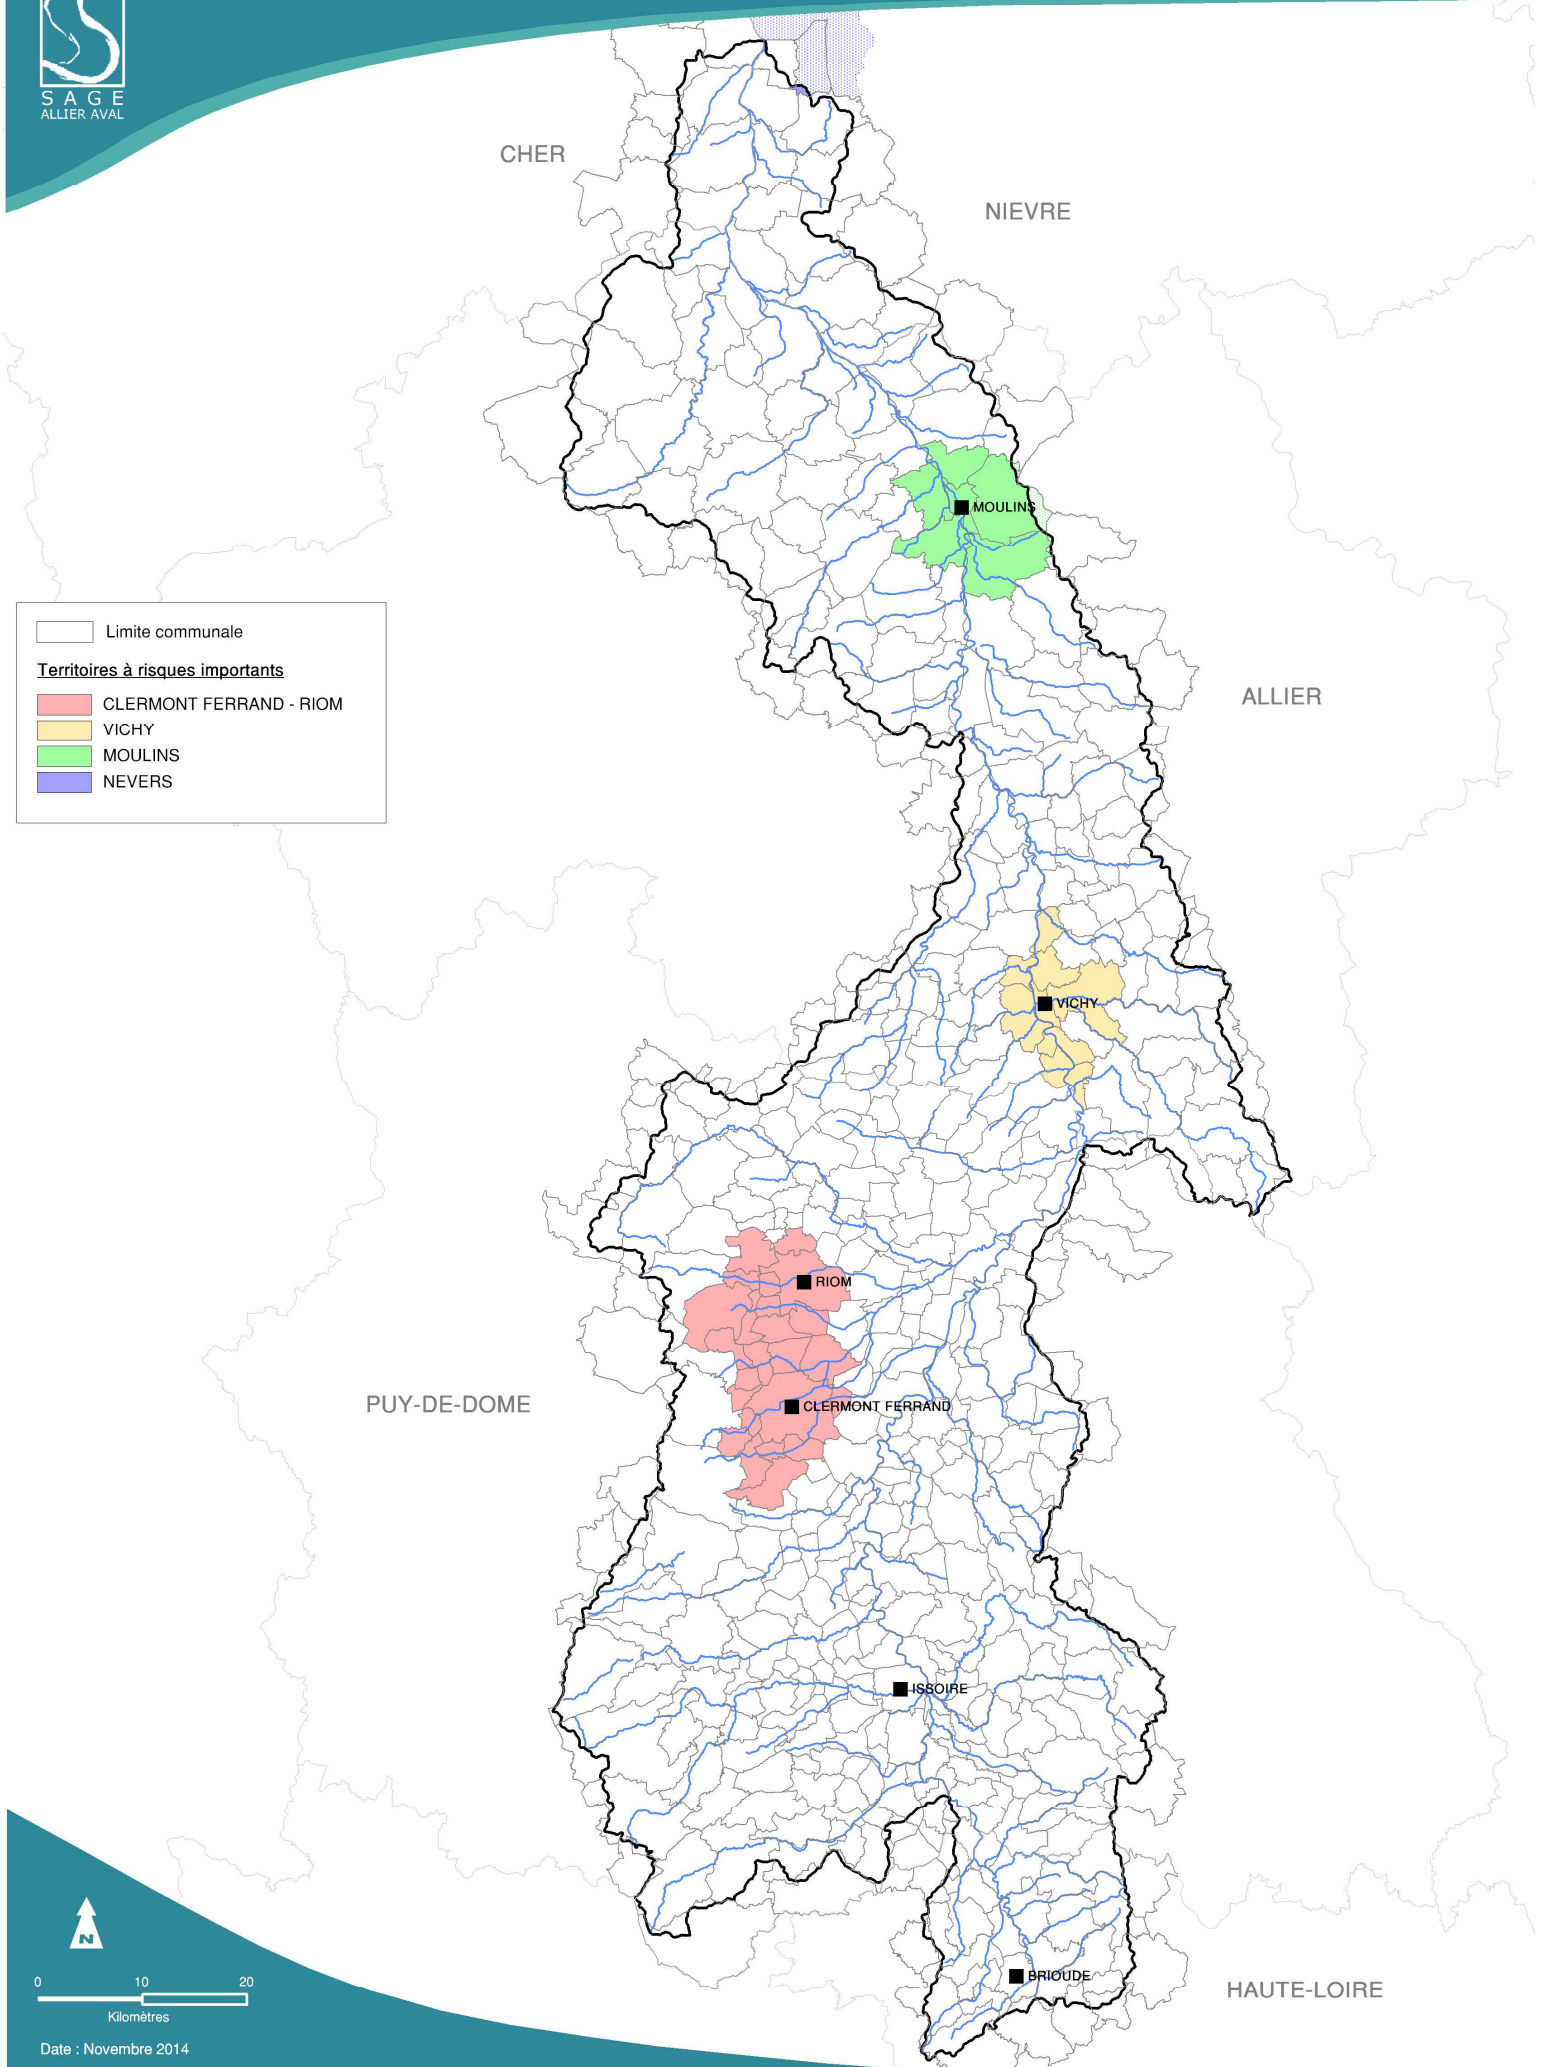 SAGE
ALLIER AVAL
CHER
NIEVRE
MOULINS
Limite communale
Territoires à risques importants
CLERMONT FERRAND - RIOM
VICHY
MOULINS
NEVERS
ALLIER
VICHY
RIOM
PUY-DE-DOME
CLERMONT FERRAND
ISSOIRE
BRIOUDE
HAUTE-LOIRE
N
0 10 20
Kilomètres
Date : Novembre 2014